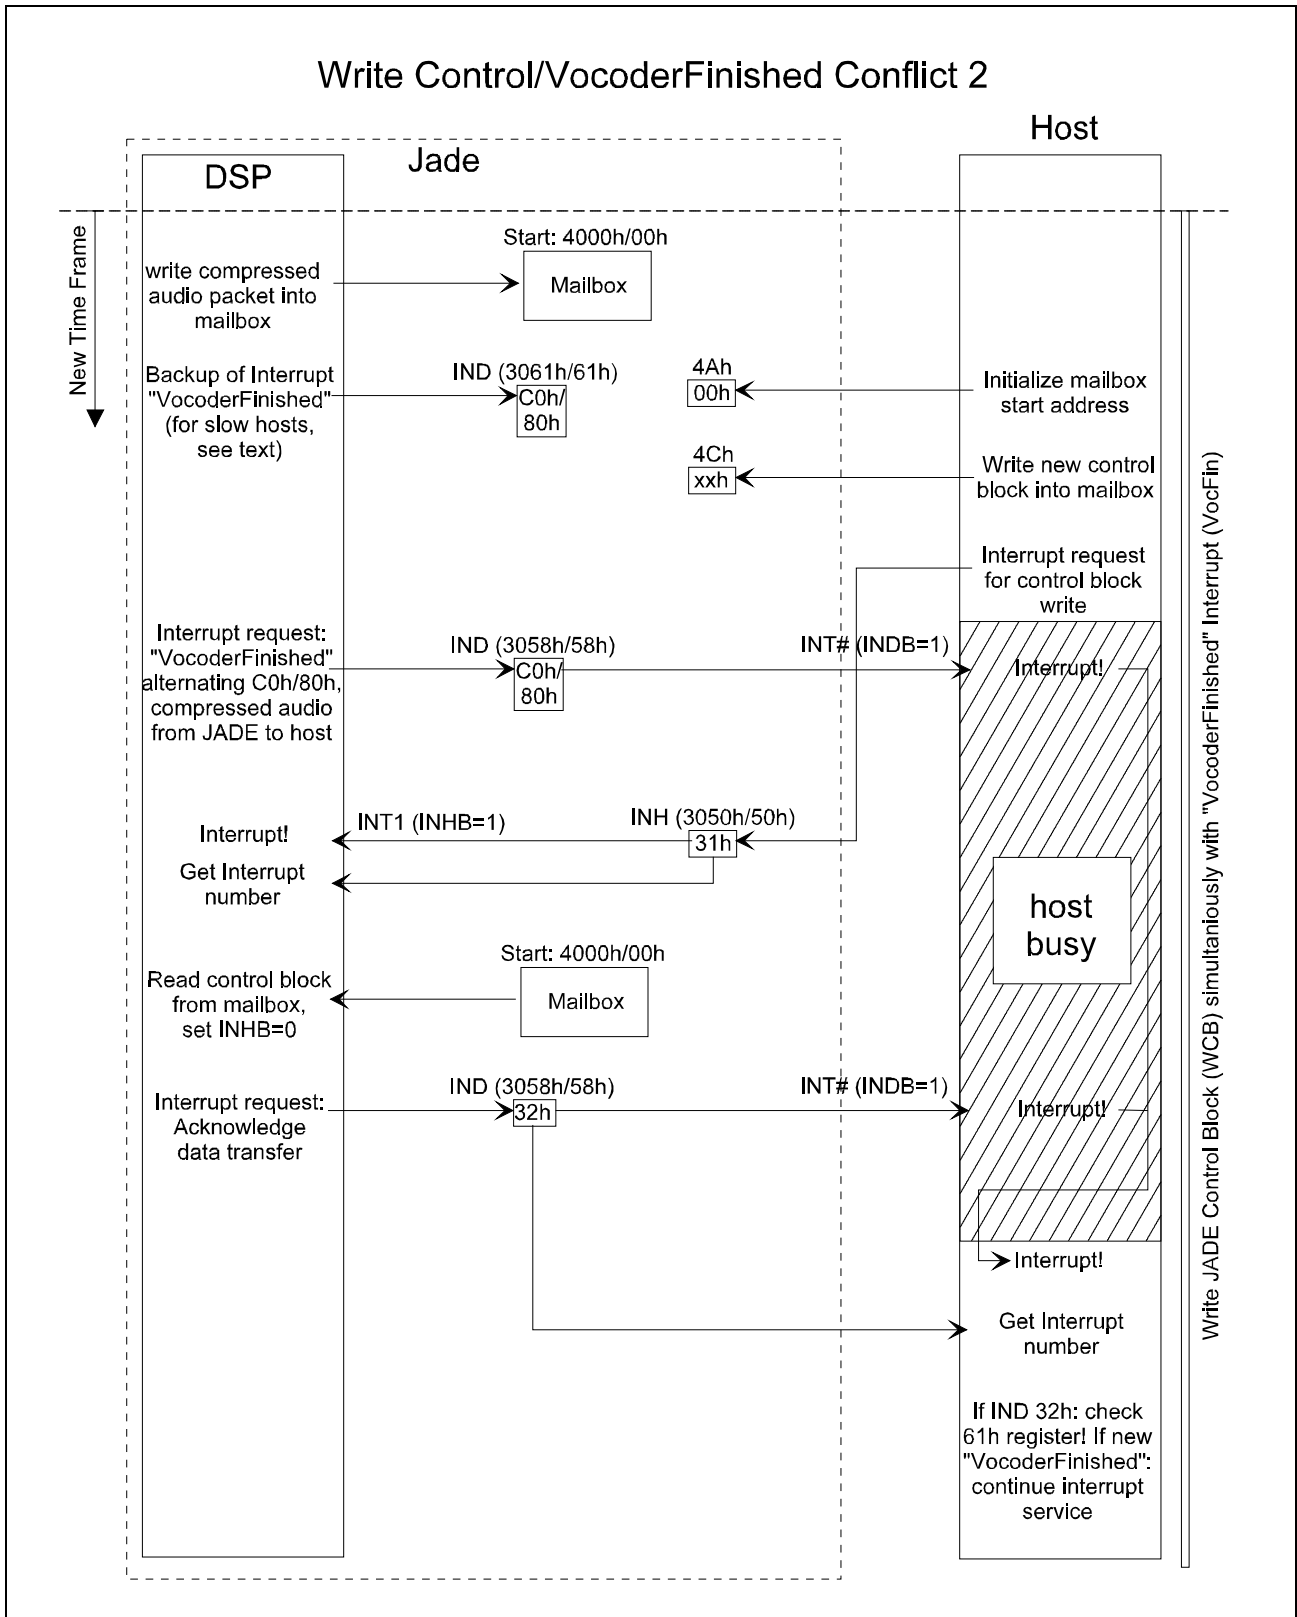 Write Control/VocoderFinished Conflict 2
Host
Jade
DSP
New Time Frame
Start: 4000h/00h
write compressed
audio packet into
mailbox
Mailbox
Backup of Interrupt
"VocoderFinished"
(for slow hosts,
see text)
IND (3061h/61h)
C0h/
80h
4Ah
00h
Initialize mailbox
start address
4Ch
xxh
Write new control
block into mailbox
Interrupt request
for control block
write
Interrupt request:
"VocoderFinished"
alternating C0h/80h,
compressed audio
from JADE to host
IND (3058h/58h)
C0h/
80h
INT# (INDB=1)
Interrupt!
Interrupt!
INT1 (INHB=1)
INH (3050h/50h)
31h
Get Interrupt
number
host
busy
Read control block
from mailbox,
set INHB=0
Start: 4000h/00h
Mailbox
Interrupt request:
Acknowledge
data transfer
IND (3058h/58h)
32h
INT# (INDB=1)
Interrupt!
Interrupt!
Get Interrupt
number
If IND 32h: check
61h register! If new
"VocoderFinished":
continue interrupt
service
Write JADE Control Block (WCB) simultaniously with "VocoderFinished" Interrupt (VocFin)